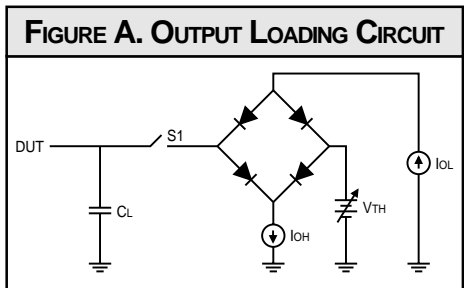 FIGURE A. OUTPUT LOADING CIRCUIT
DUT
S1
IOL
CL
VTH
IOH